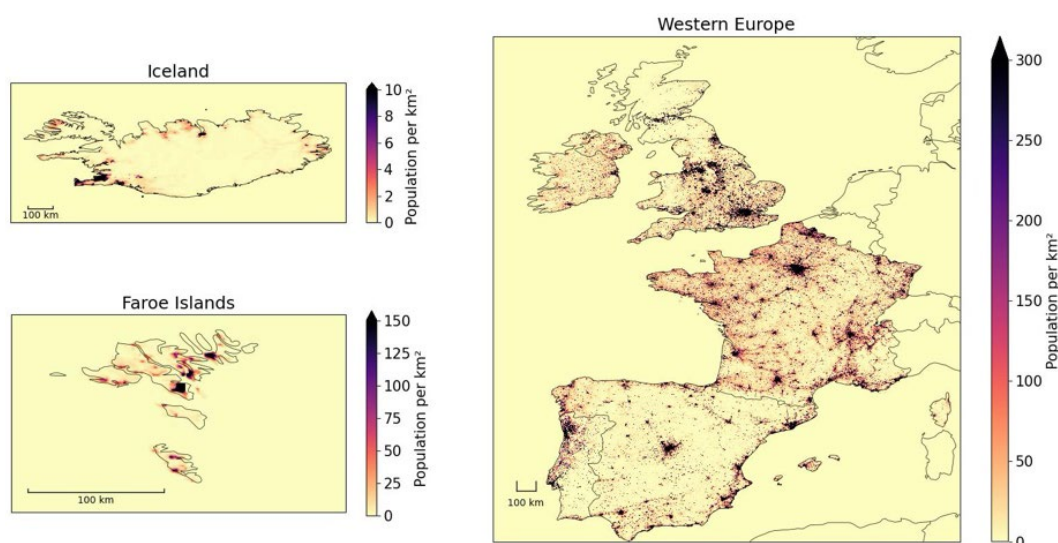 Iceland
10
8
6
4
2
0
Population per km²
100 km
Faroe Islands
150
125
100
75
50
25
0
Population per km²
100 km
Western Europe
300
250
200
150
100
50
0
Population per km²
100 km